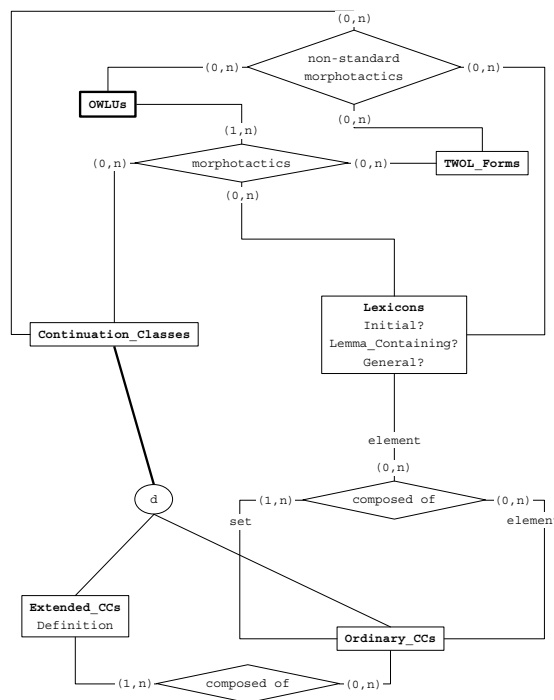 (0,n)
non-standard
(0,n)
(0,n)
morphotactics
OWLUs
(0,n)
(1,n)
(0,n)
morphotactics
(0,n)
TWOL_Forms
(0,n)
Lexicons
Initial?
Continuation_Classes
Lemma_Containing?
General?
element
(0,n)
d
(1,n)
composed of
(0,n)
set
element
Extended_CCs
Definition
Ordinary_CCs
(1,n)
composed of
(0,n)